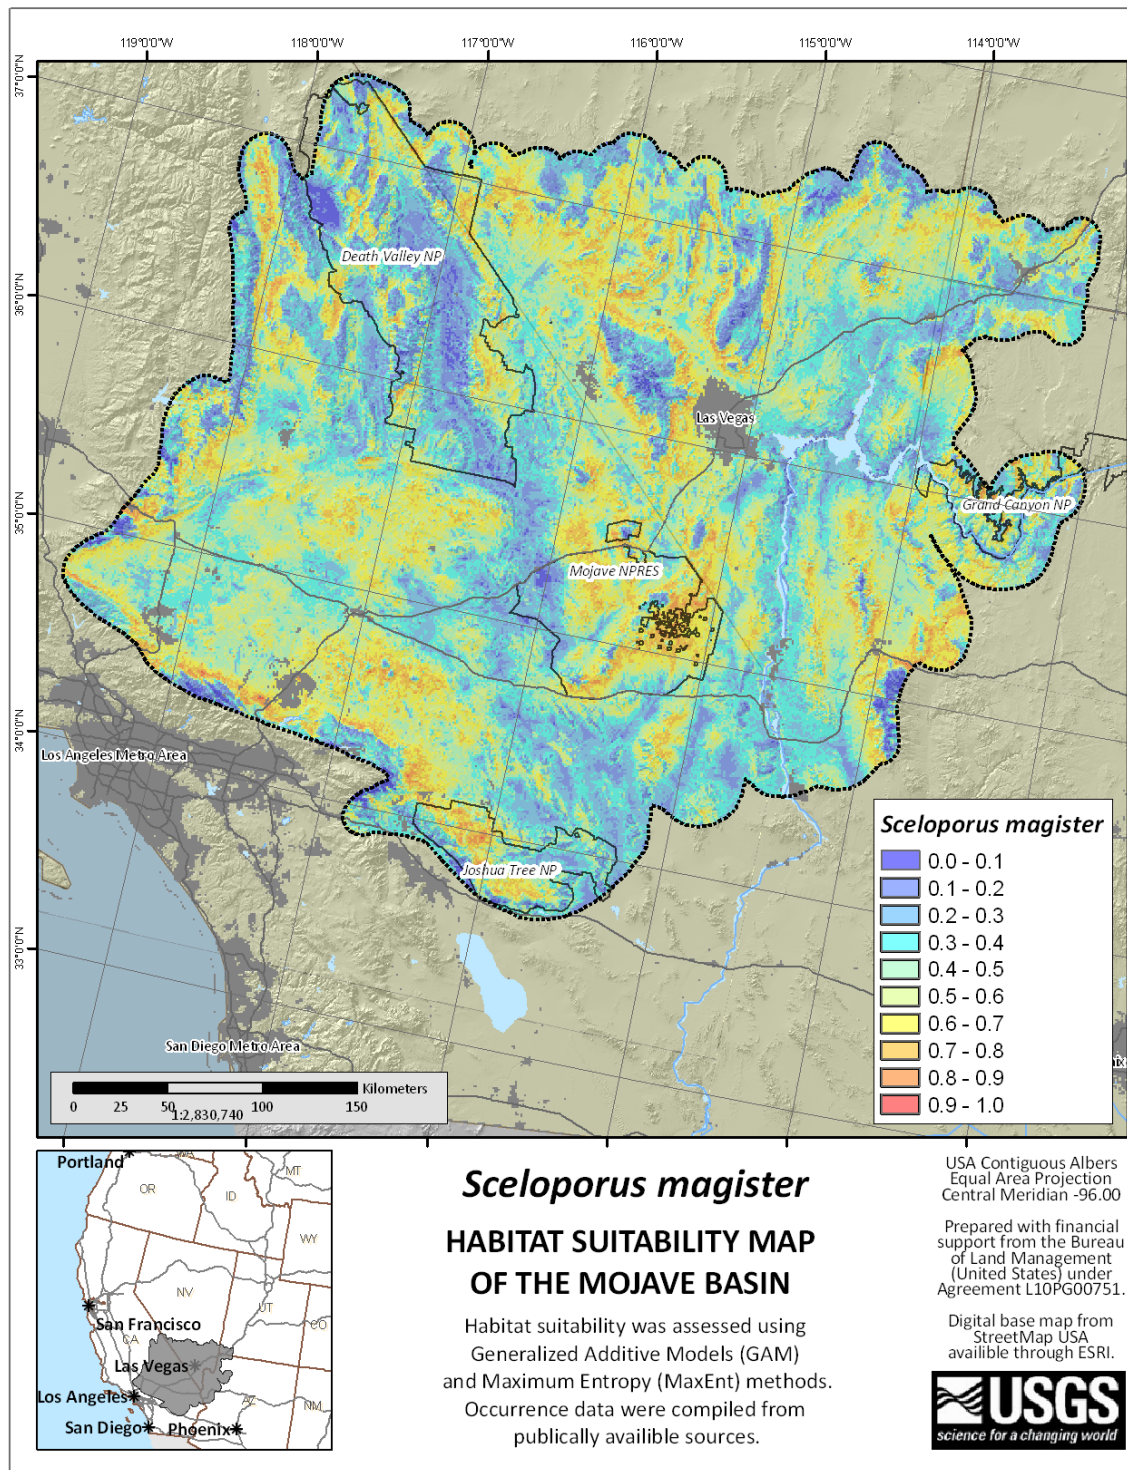 119°0'0"W
118°0'0"W
117°0'0"W
116°0'0"W
115°0'0"W
114°0'0"W
37°0'0"N
36°0'0"N
35°0'0"N
34°0'0"N
33°0'0"N
Death Valley NP
Las Vegas
Grand Canyon NP
Mojave NPRES
Los Angeles Metro Area
Joshua Tree NP
San Diego Metro Area
Sceloporus magister
0.0 - 0.1
0.1 - 0.2
0.2 - 0.3
0.3 - 0.4
0.4 - 0.5
0.5 - 0.6
0.6 - 0.7
0.7 - 0.8
0.8 - 0.9
0.9 - 1.0
Kilometers
0 25 50 100 150
1:2,830,740
Portland
WA
MT
OR
ID
WY
NV
UT
CO
San Francisco
CA
Las Vegas
Los Angeles
AZ
NM
San Diego
Phoenix
Sceloporus magister
HABITAT SUITABILITY MAP
OF THE MOJAVE BASIN
Habitat suitability was assessed using
Generalized Additive Models (GAM)
and Maximum Entropy (MaxEnt) methods.
Occurrence data were compiled from
publically availible sources.
USA Contiguous Albers
Equal Area Projection
Central Meridian -96.00
Prepared with financial
support from the Bureau
of Land Management
(United States) under
Agreement L10PG00751.
Digital base map from
StreetMap USA
availible through ESRI.
USGS
science for a changing world